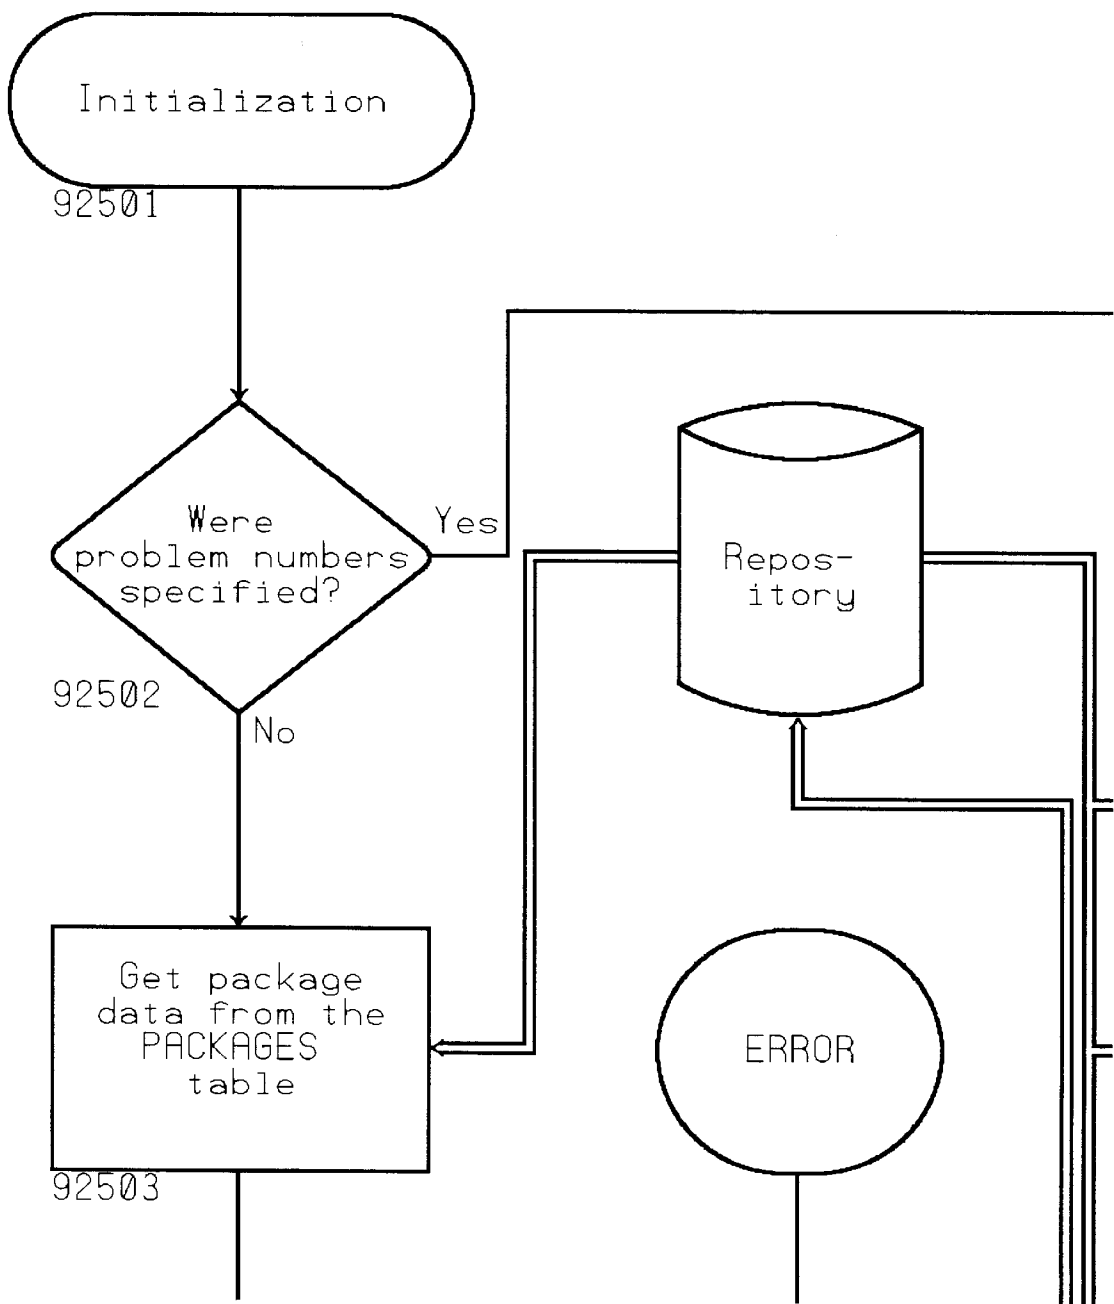 Initialization
92501
Were
problem numbers
specified?
Yes
92502
No
Repos-
itory
Get package
data from the
PACKAGES
table
92503
ERROR